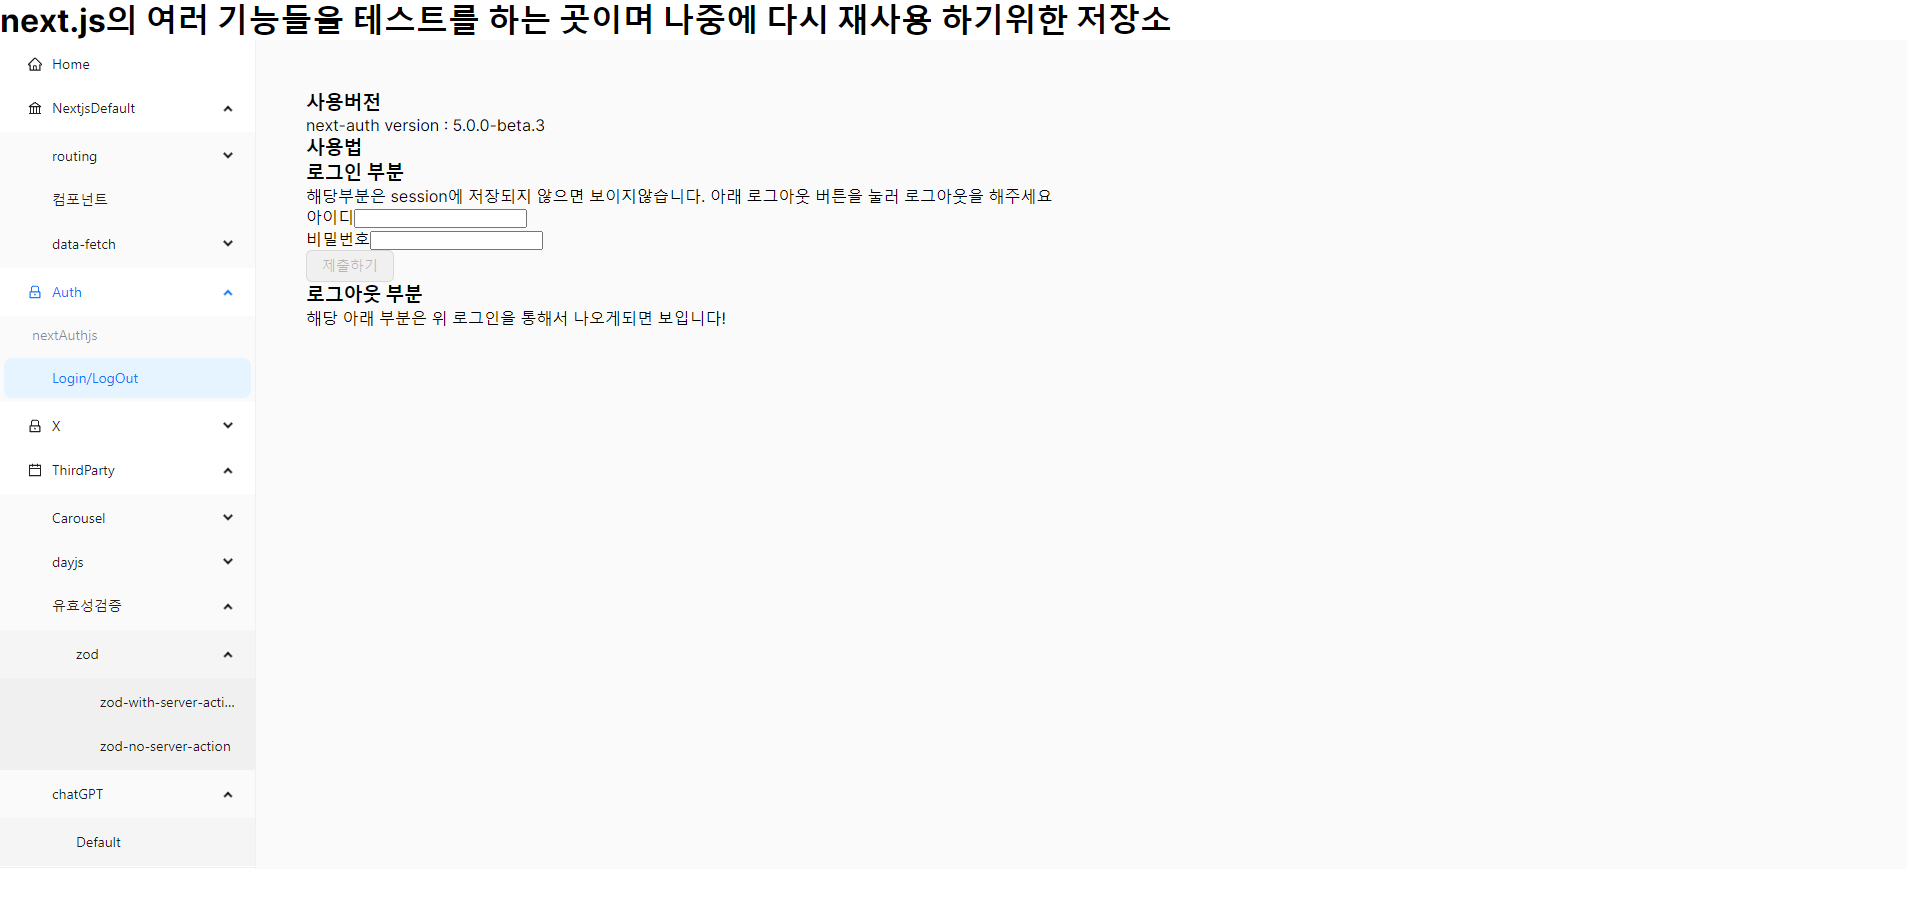 next.js의 여러 기능들을 테스트를 하는 곳이며 나중에 다시 재사용 하기위한 저장소
Home
NextjsDefault
routing
컴포넌트
data-fetch
Auth
nextAuthjs
Login/LogOut
X
ThirdParty
Carousel
dayjs
유효성검증
zod
zod-with-server-acti...
zod-no-server-action
chatGPT
Default
사용버전
next-auth version : 5.0.0-beta.3
사용법
로그인 부분
해당부분은 session에 저장되지 않으면 보이지않습니다. 아래 로그아웃 버튼을 눌러 로그아웃을 해주세요
아이디
비밀번호
제출하기
로그아웃 부분
해당 아래 부분은 위 로그인을 통해서 나오게되면 보입니다!